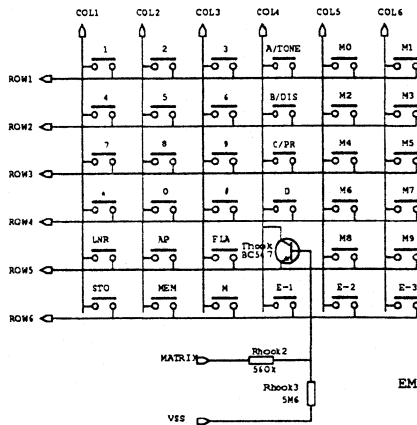 COL1 COL2 COL3 COL4 COL5 COL6
1 2 3 A/TONE M0 M1
ROW1
4 5 6 B/DIS M2 M3
ROW2
7 8 9 C/PR M4 M5
ROW3
* 0 # D M6 M7
ROW4
LNR AP FLA Thook M8 M9
BC547
ROW5
STO MEM M E-1 E-2 E-3
ROW6
MATRIX Rhook2
560k
Rhook3
5M6
EM
VSS